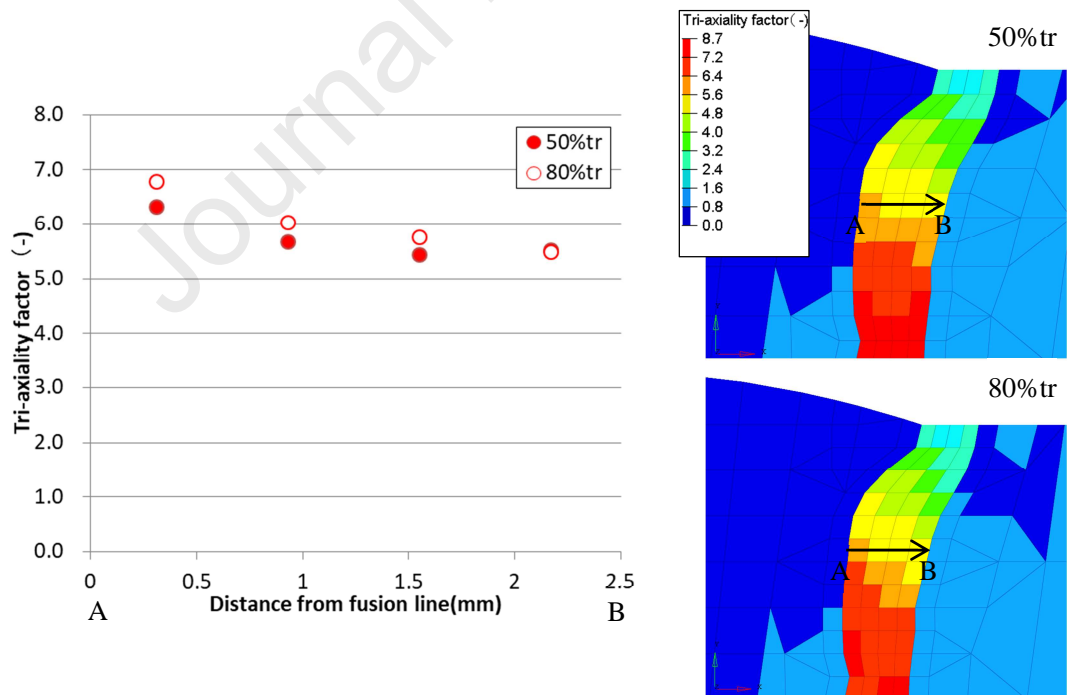 Journal
8.0
7.0
6.0
5.0
4.0
3.0
2.0
1.0
0.0
Tri-axiality factor (-)
50%tr
80%tr
0
0.5
1
1.5
2
2.5
Distance from fusion line(mm)
A
B
Tri-axiality factor (-)
8.7
7.2
6.4
5.6
4.8
4.0
3.2
2.4
1.6
0.8
0.0
50%tr
A
B
x
80%tr
A
B
x